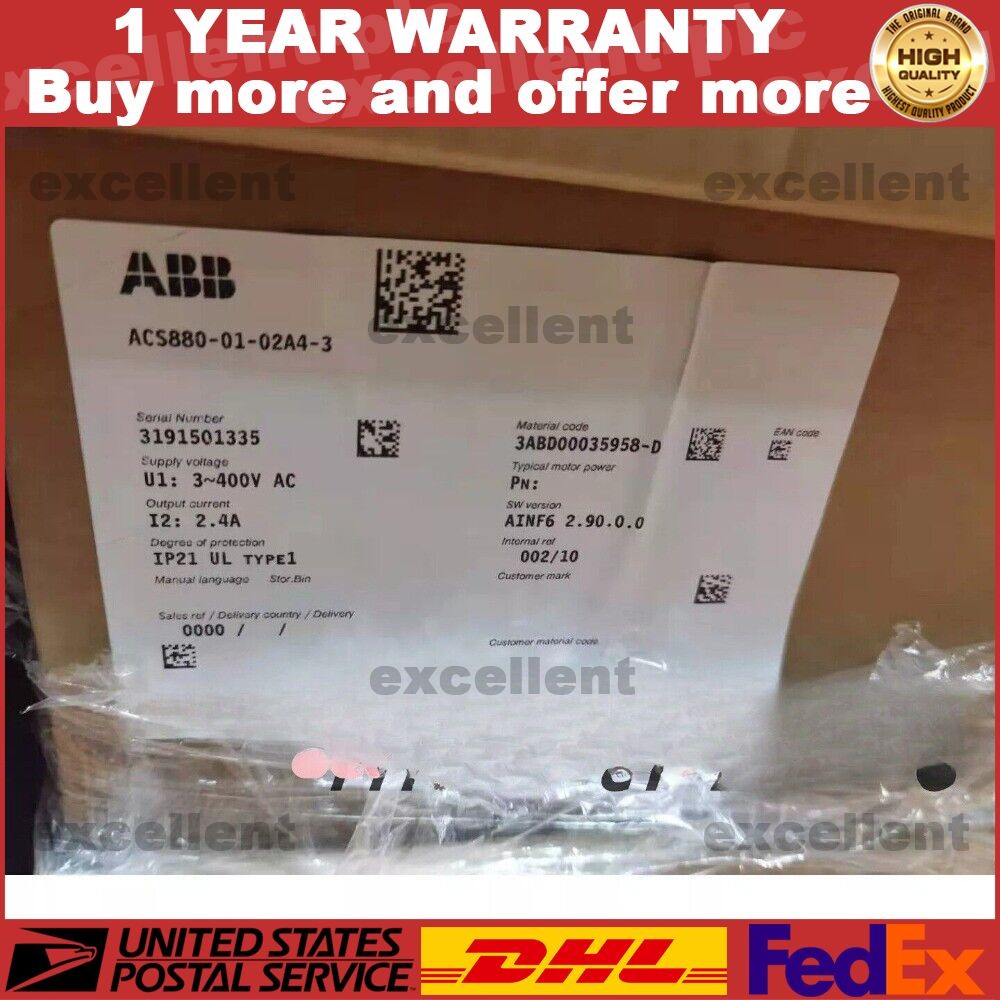 1 YEAR WARRANTY
Buy more and offer more
THE ORIGINAL BRAND
HIGH
QUALITY
HIGHEST QUALITY PRODUCT
excellent plc
excellent plc
excellent excellent
ABB
excellent
ACS880-01-02A4-3
Serial Number
3191501335
Material code
3ABD00035958-D
EAN code
Supply voltage
U1: 3~400V AC
Typical motor power
PN:
Output current
I2: 2.4A
SW version
AINF6 2.90.0.0
Degree of protection
IP21 UL TYPE1
Internal ref
002/10
Manual language Stor.Bin
Customer mark
Sales ref / Delivery country / Delivery
0000 / /
Customer material code
excellent
excellent excellent
UNITED STATES
POSTAL SERVICE
DHL
FedEx